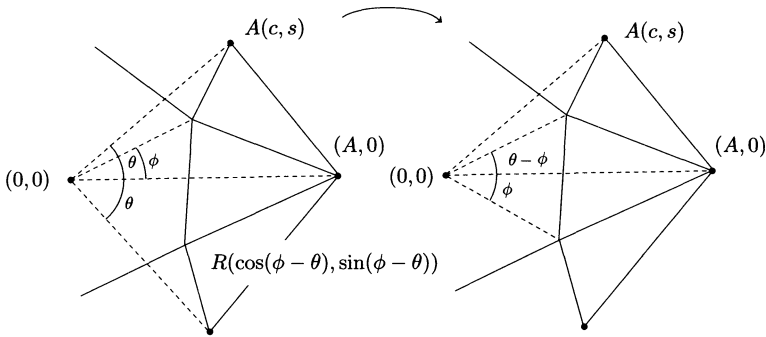 A(c, s)
(A, 0)
(0, 0)
θ
ϕ
θ
R(cos(ϕ − θ), sin(ϕ − θ))
A(c, s)
(A, 0)
(0, 0)
θ − ϕ
ϕ